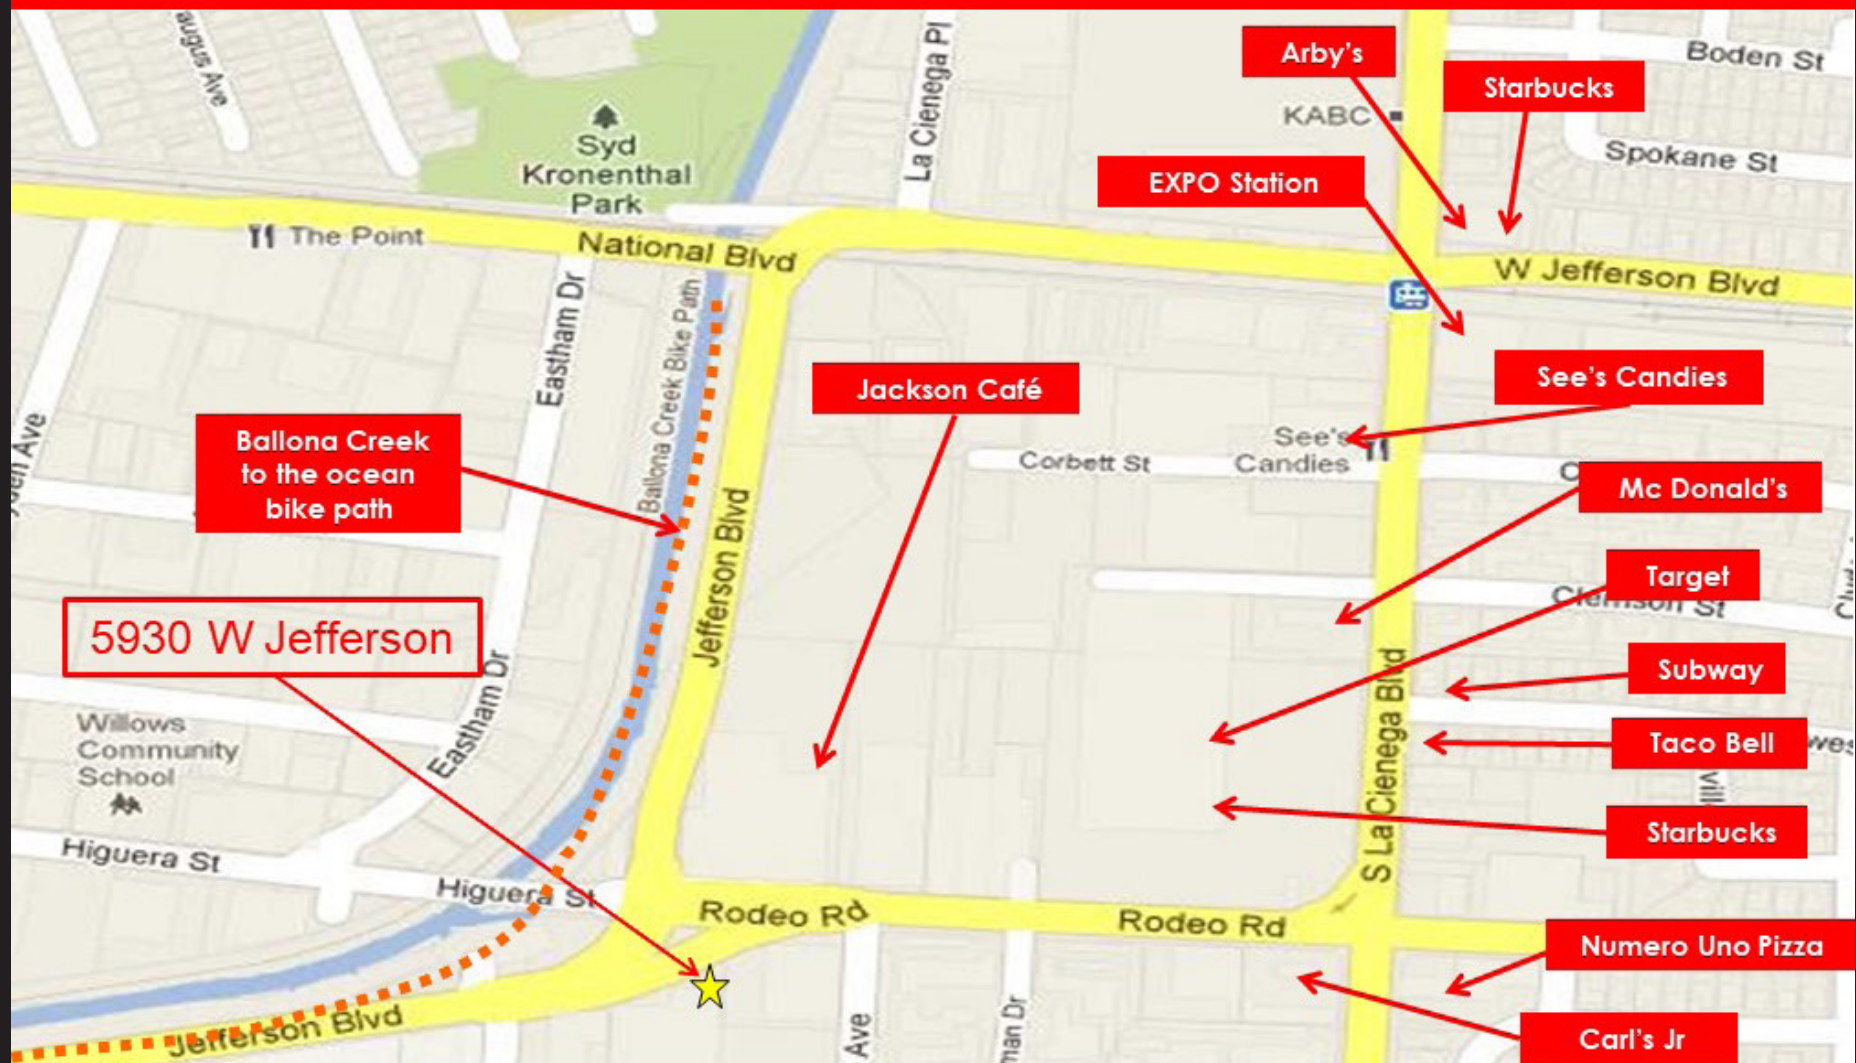 Arby's
Boden St
Starbucks
La Cienega Pl
KABC
Syd
Kronenthal
Park
Spokane St
EXPO Station
The Point
National Blvd
W Jefferson Blvd
Eastham Dr
Ballona Creek Bike Path
See's Candies
Jackson Café
Ballona Creek
to the ocean
bike path
See's
Candies
Corbett St
Mc Donald's
Jefferson Blvd
Target
Clemson St
5930 W Jefferson
Subway
Eastham Dr
S La Cienega Blvd
Willows
Community
School
Taco Bell
Starbucks
Higuera St
Higuera St
Rodeo Rd
Rodeo Rd
Numero Uno Pizza
Jefferson Blvd
Ave
Carl's Jr